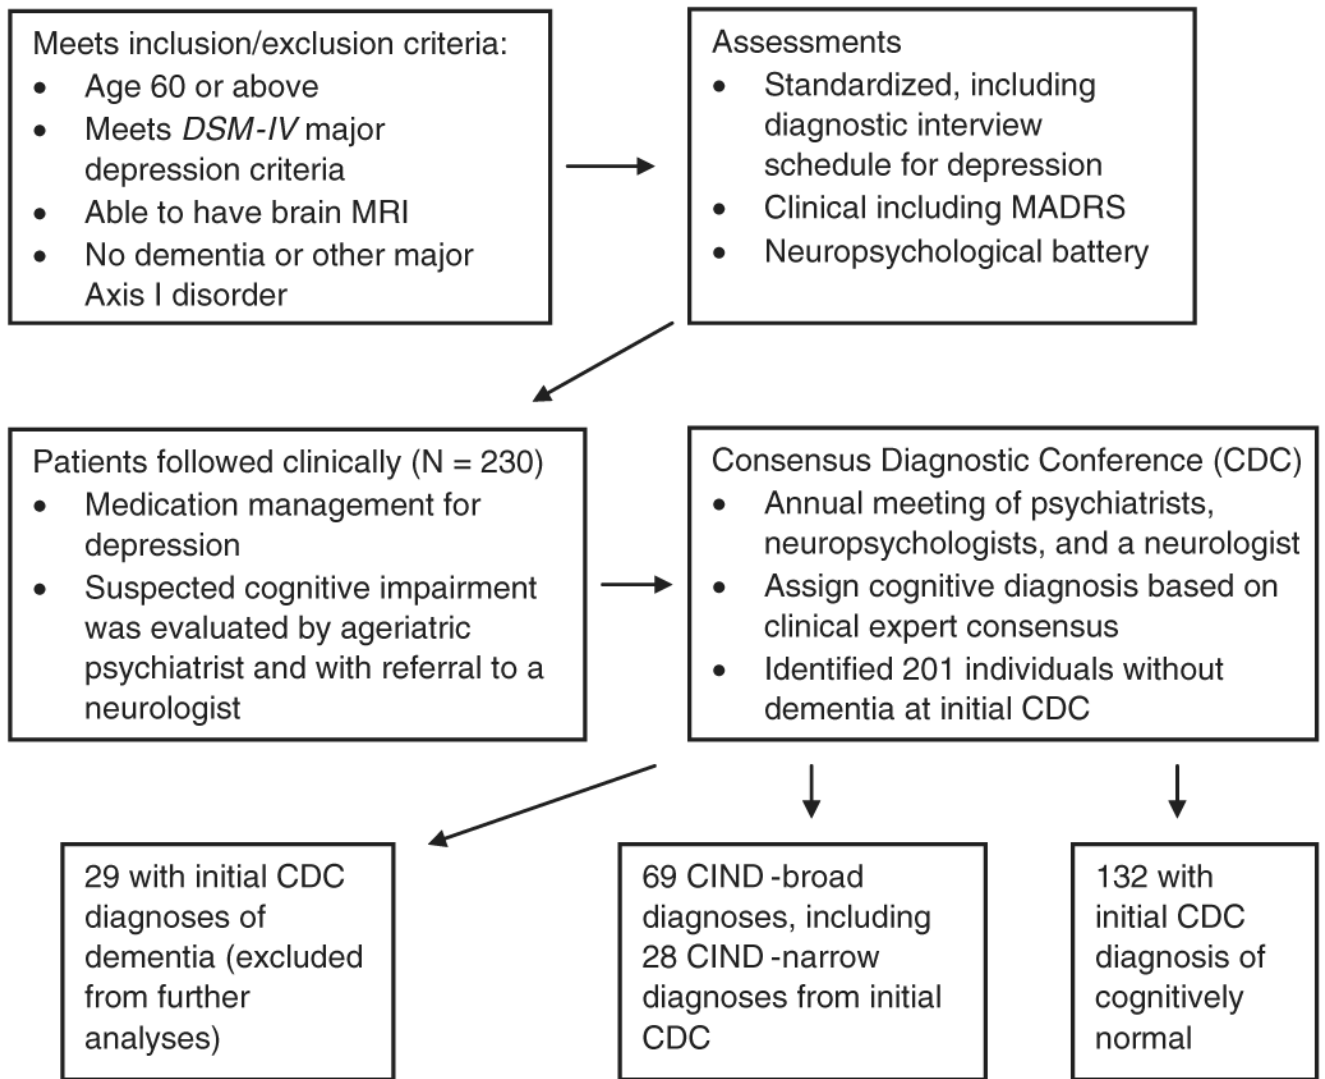 Meets inclusion/exclusion criteria:
• Age 60 or above
• Meets DSM-IV major
depression criteria
• Able to have brain MRI
• No dementia or other major
Axis I disorder
Assessments
• Standardized, including
diagnostic interview
schedule for depression
• Clinical including MADRS
• Neuropsychological battery
Patients followed clinically (N = 230)
• Medication management for
depression
• Suspected cognitive impairment
was evaluated by ageriatric
psychiatrist and with referral to a
neurologist
Consensus Diagnostic Conference (CDC)
• Annual meeting of psychiatrists,
neuropsychologists, and a neurologist
• Assign cognitive diagnosis based on
clinical expert consensus
• Identified 201 individuals without
dementia at initial CDC
29 with initial CDC
diagnoses of
dementia (excluded
from further
analyses)
69 CIND -broad
diagnoses, including
28 CIND -narrow
diagnoses from initial
CDC
132 with
initial CDC
diagnosis of
cognitively
normal